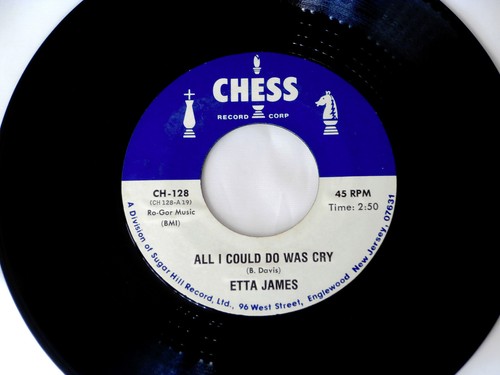 CHESS
RECORD CORP
CH-128
(CH 128-A 19)
Ro-Gor Music
(BMI)
45 RPM
Time: 2:50
ALL I COULD DO WAS CRY
(B. Davis)
ETTA JAMES
A Division of Sugar Hill Record, Ltd., 96 West Street, Englewood New Jersey, 07631